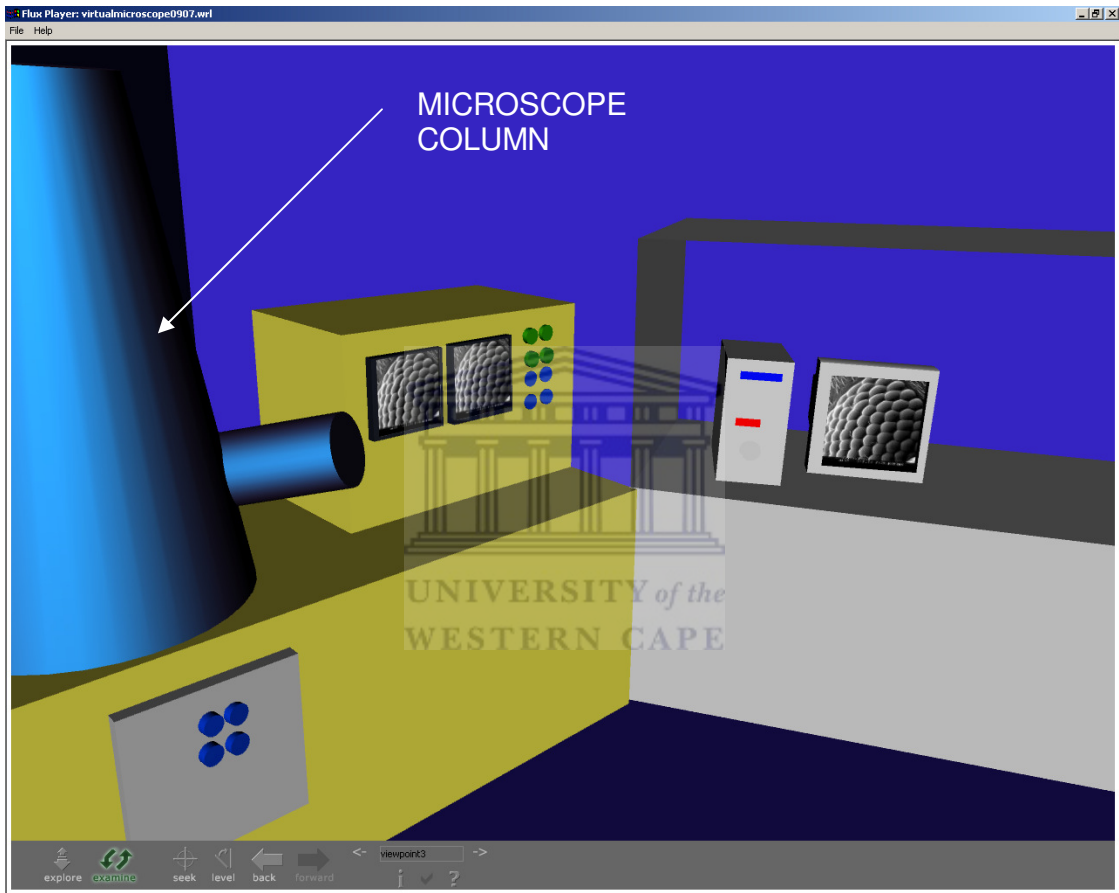 Flux Player: virtualmicroscope0907.wrl
File Help
MICROSCOPE
COLUMN
UNIVERSITY of the
WESTERN CAPE
<- viewpoint3 ->
explore examine seek level back forward
i ?